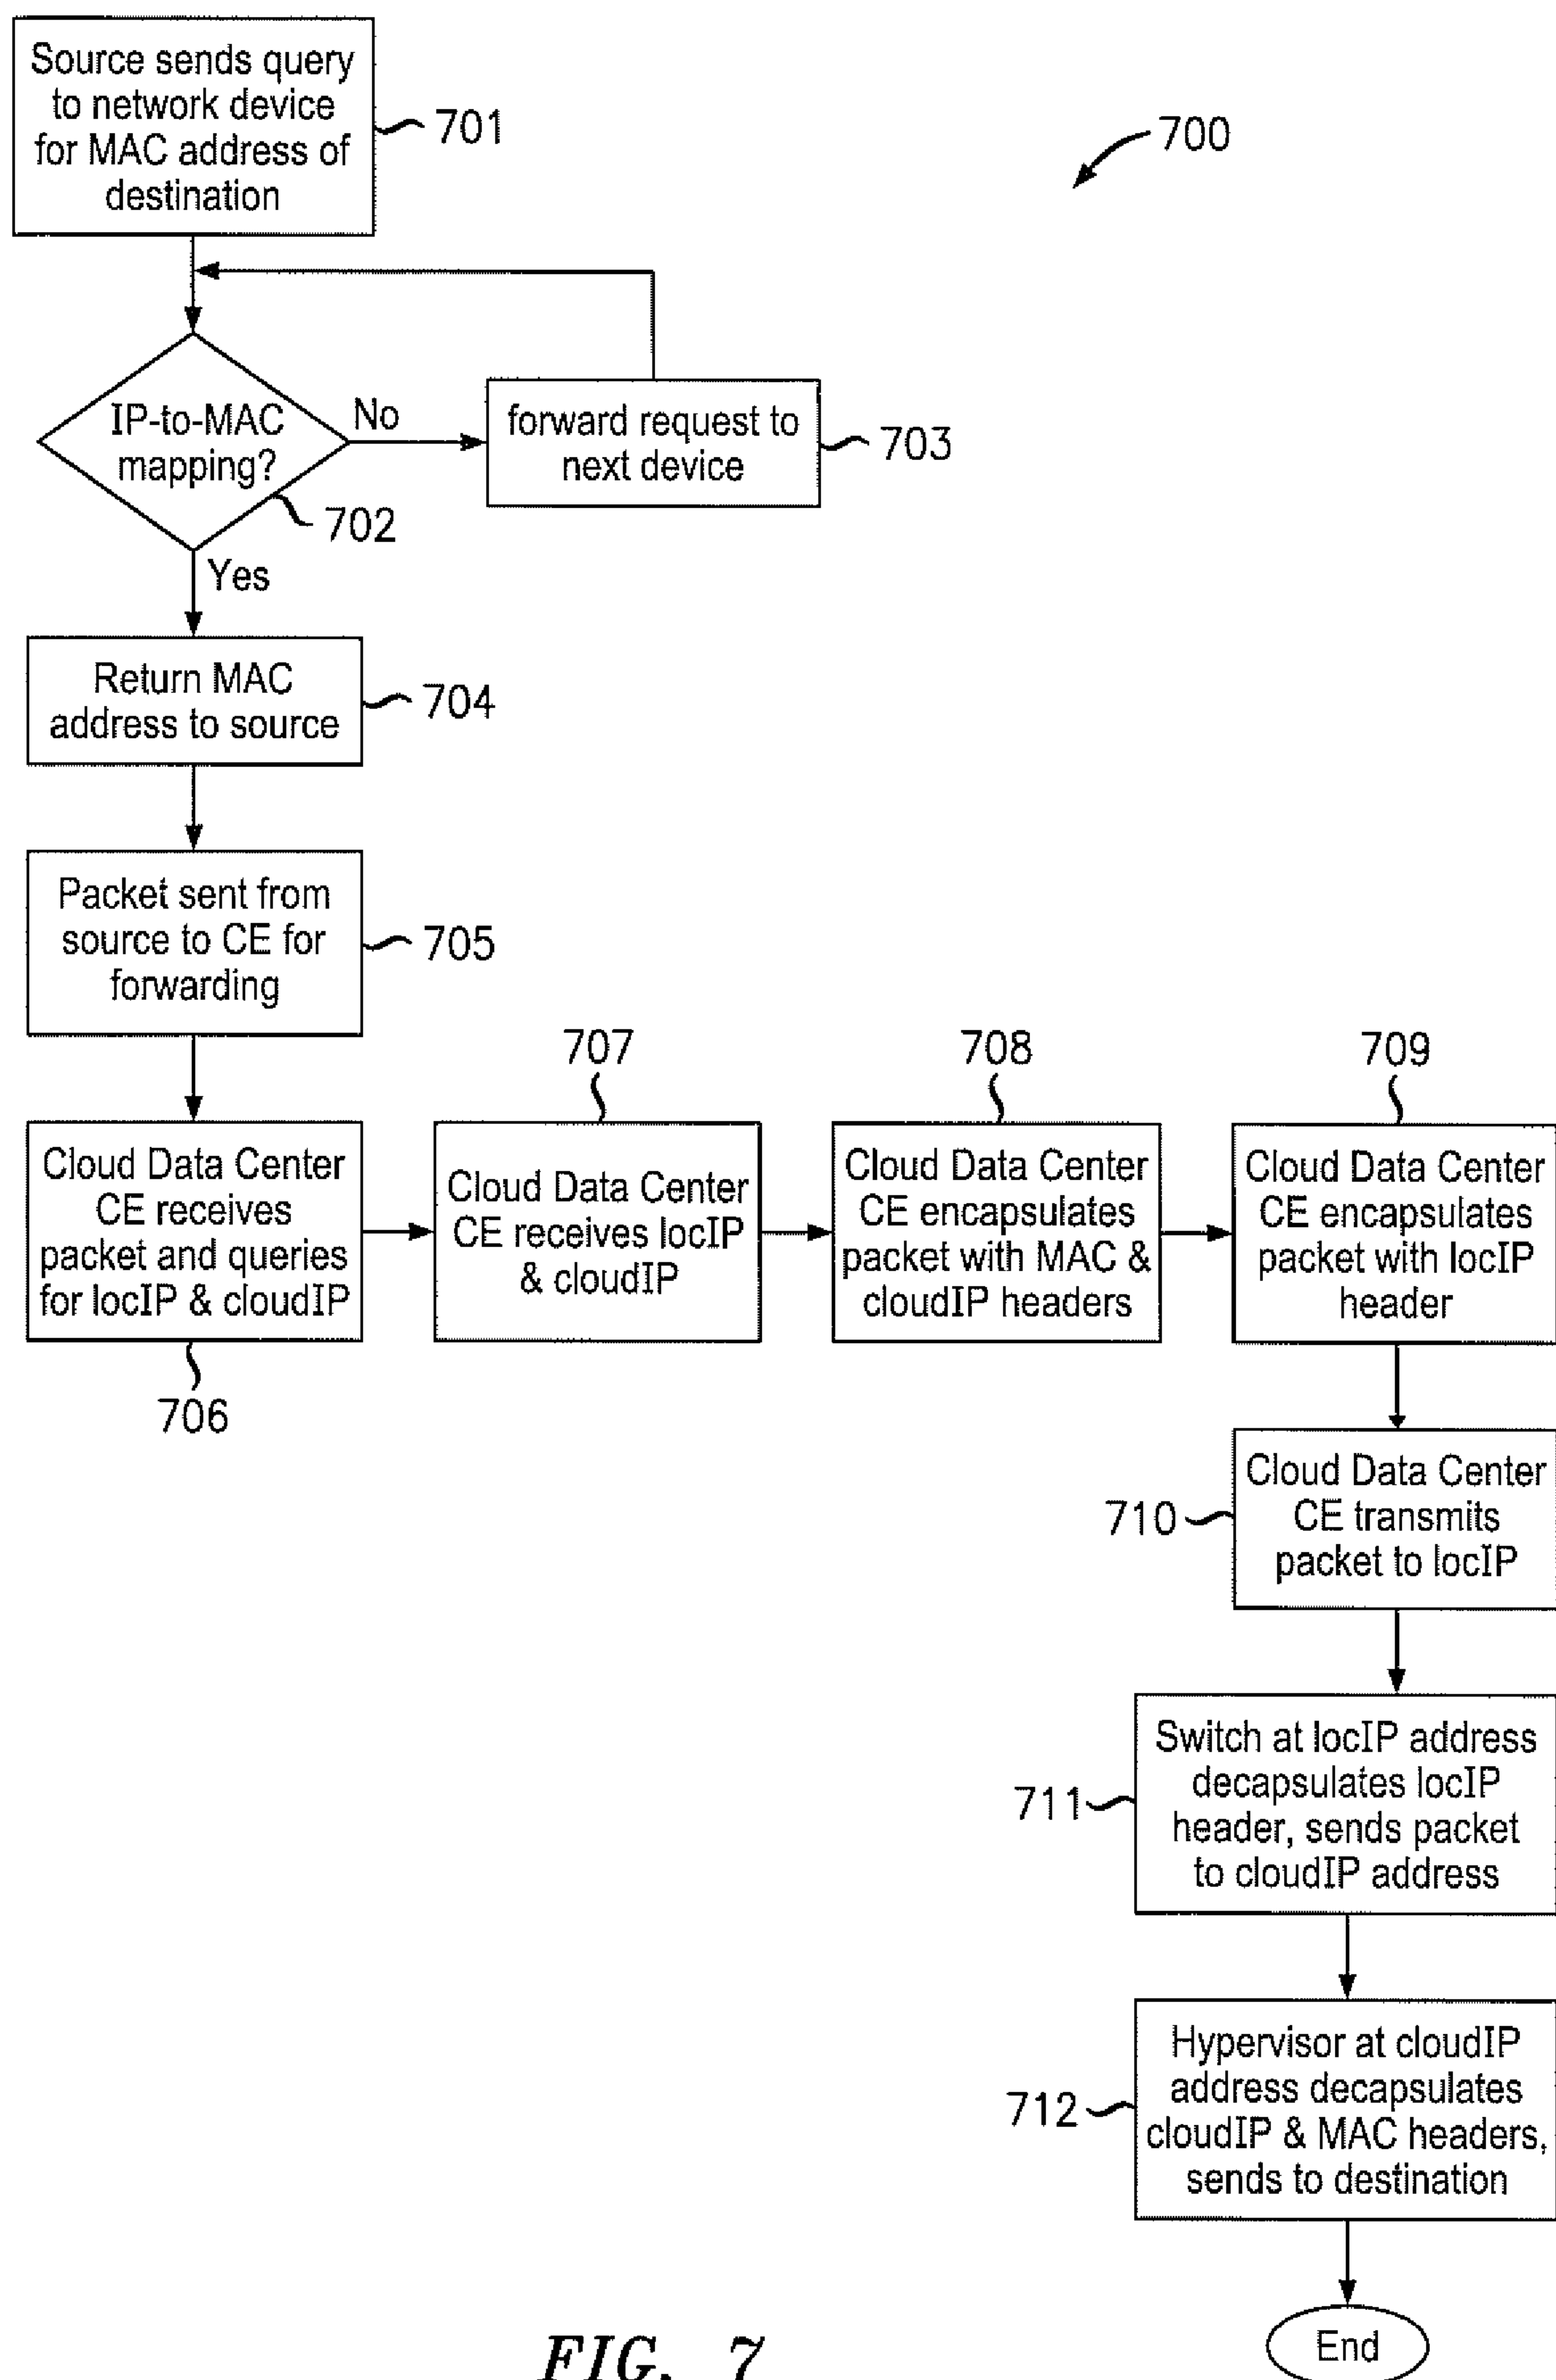 Source sends query
to network device
for MAC address of
destination
701
700
IP-to-MAC
mapping?
No
702
forward request to
next device
703
Yes
Return MAC
address to source
704
Packet sent from
source to CE for
forwarding
705
Cloud Data Center
CE receives
packet and queries
for locIP & cloudIP
706
707
Cloud Data Center
CE receives locIP
& cloudIP
708
Cloud Data Center
CE encapsulates
packet with MAC &
cloudIP headers
709
Cloud Data Center
CE encapsulates
packet with locIP
header
710
Cloud Data Center
CE transmits
packet to locIP
711
Switch at locIP address
decapsulates locIP
header, sends packet
to cloudIP address
712
Hypervisor at cloudIP
address decapsulates
cloudIP & MAC headers,
sends to destination
End
FIG. 7